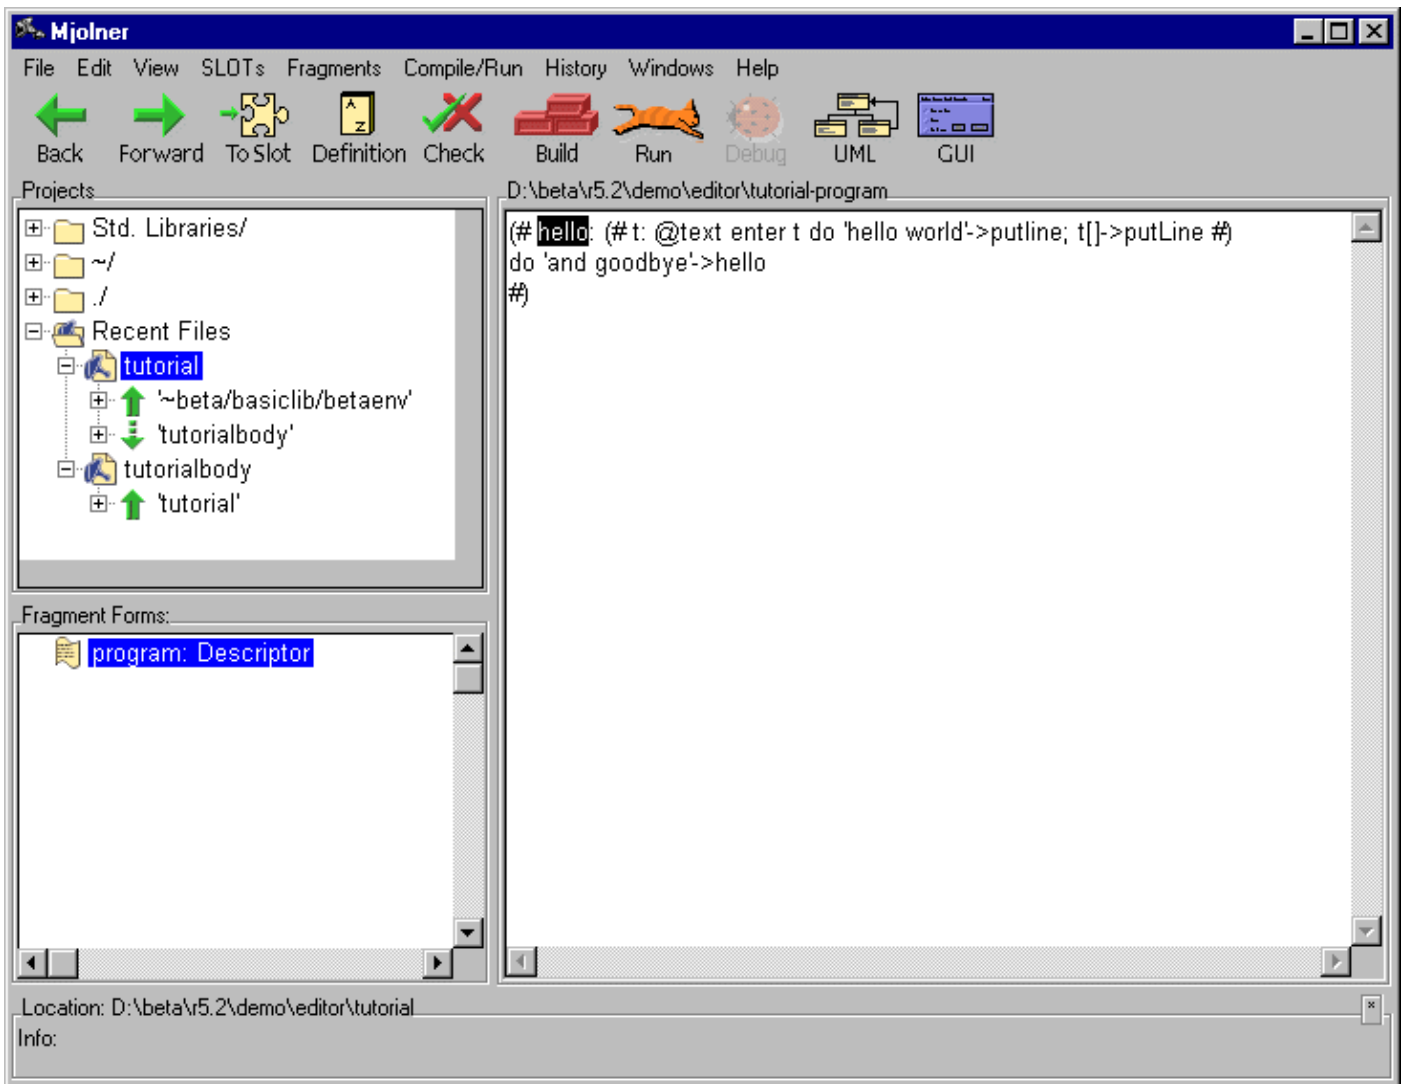 Mjolner
File Edit View SLOTs Fragments Compile/Run History Windows Help
Back Forward To Slot Definition Check Build Run Debug UML GUI
Projects
Std. Libraries/
~/
./
Recent Files
tutorial
'~beta/basiclib/betaenv'
'tutorialbody'
tutorialbody
'tutorial'
Fragment Forms:
program: Descriptor
D:\beta\r5.2\demo\editor\tutorial-program
(# hello: (# t: @text enter t do 'hello world'->putline; t[]->putLine #)
do 'and goodbye'->hello
#)
Location: D:\beta\r5.2\demo\editor\tutorial
Info: